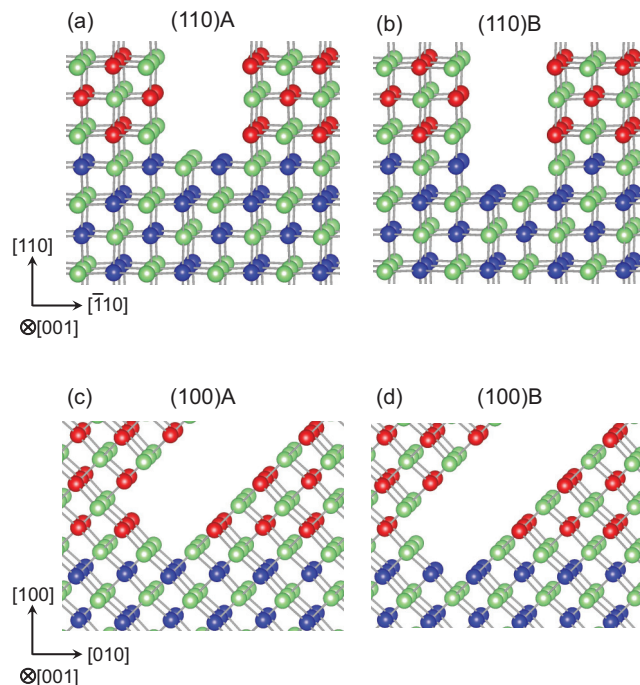 (a) (110)A
(b) (110)B
[110]
[1̄10]
⊗[001]
(c) (100)A
(d) (100)B
[100]
[010]
⊗[001]